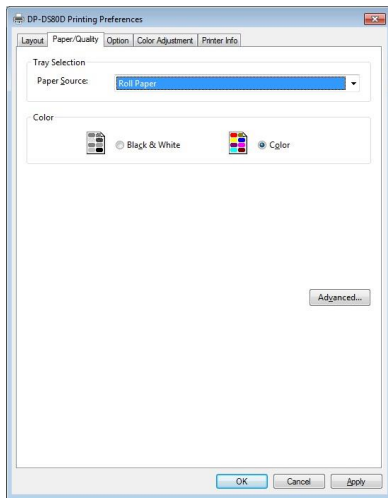 DP-DS80D Printing Preferences
Layout Paper/Quality Option Color Adjustment Printer Info
Tray Selection
Paper Source: Roll Paper
Color
Black & White Color
Advanced...
OK Cancel Apply